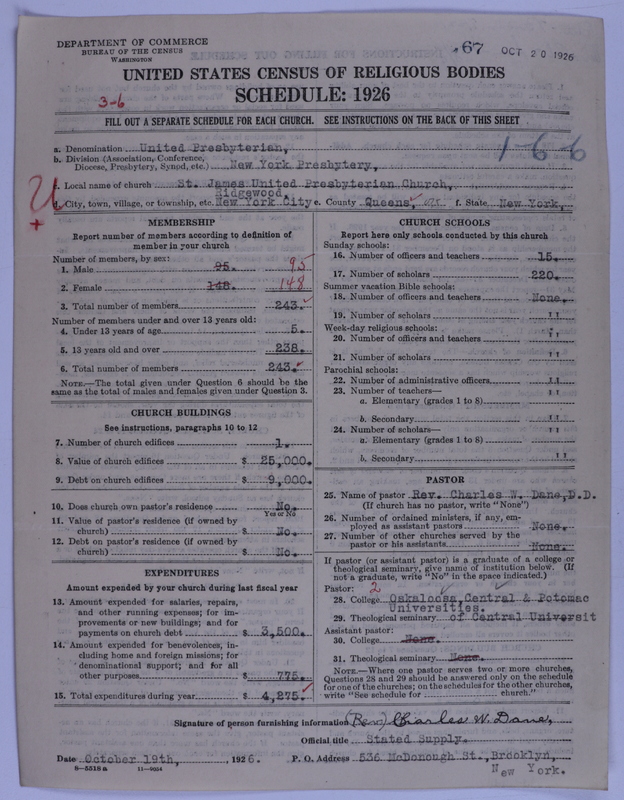 DEPARTMENT OF COMMERCE
BUREAU OF THE CENSUS
WASHINGTON
67 OCT 20 1926
UNITED STATES CENSUS OF RELIGIOUS BODIES
SCHEDULE: 1926
3-6
FILL OUT A SEPARATE SCHEDULE FOR EACH CHURCH. SEE INSTRUCTIONS ON THE BACK OF THIS SHEET
1-6-6
a. Denomination United Presbyterian,
b. Division (Association, Conference, Diocese, Presbytery, Synod, etc.) New York Presbytery,
c. Local name of church St. James United Presbyterian Church,
Ridgewood,
d. City, town, village, or township, etc. New York City e. County Queens, f. State New York,
MEMBERSHIP
Report number of members according to definition of
member in your church
Number of members, by sex:
1. Male 95. 95
2. Female 148. 148
3. Total number of members 243.
Number of members under and over 13 years old:
4. Under 13 years of age 5.
5. 13 years old and over 238.
6. Total number of members 243.
NOTE.—The total given under Question 6 should be the
same as the total of males and females given under Question 3.
CHURCH BUILDINGS
See instructions, paragraphs 10 to 12
7. Number of church edifices 1.
8. Value of church edifices $ 25,000.
9. Debt on church edifices $ 9,000.
10. Does church own pastor's residence No.
Yes or No
11. Value of pastor's residence (if owned by
church) $ No.
12. Debt on pastor's residence (if owned by
church) $ No.
EXPENDITURES
Amount expended by your church during last fiscal year
13. Amount expended for salaries, repairs,
and other running expenses; for im-
provements or new buildings; and for
payments on church debt $ 3,500.
14. Amount expended for benevolences, in-
cluding home and foreign missions; for
denominational support; and for all
other purposes $ 775.
15. Total expenditures during year $ 4,275.
CHURCH SCHOOLS
Report here only schools conducted by this church
Sunday schools:
16. Number of officers and teachers 15.
17. Number of scholars 220.
Summer vacation Bible schools:
18. Number of officers and teachers None.
19. Number of scholars "
Week-day religious schools:
20. Number of officers and teachers "
21. Number of scholars "
Parochial schools:
22. Number of administrative officers "
23. Number of teachers—
a. Elementary (grades 1 to 8)
b. Secondary "
24. Number of scholars—
a. Elementary (grades 1 to 8)
b. Secondary "
PASTOR
25. Name of pastor Rev. Charles W. Dane, D.D.
(If church has no pastor, write "None")
26. Number of ordained ministers, if any, em-
ployed as assistant pastors None.
27. Number of other churches served by the
pastor or his assistants None.
If pastor (or assistant pastor) is a graduate of a college or
theological seminary, give name of institution below. (If
not a graduate, write "No" in the space indicated.)
Pastor: 2
28. College Oskaloosa, Central & Potomac
Universities.
29. Theological seminary of Central Universit
Assistant pastor:
30. College None.
31. Theological seminary None.
NOTE.—Where one pastor serves two or more churches,
Questions 28 and 29 should be answered only on the schedule
for one of the churches; on the schedules for the other churches,
write "See schedule for church."
Signature of person furnishing information (Rev.) Charles W. Dane,
Official title Stated Supply.
Date October 19th, 1926. P. O. Address 536 McDonough St., Brooklyn,
8-5518a 11-9034 New York.